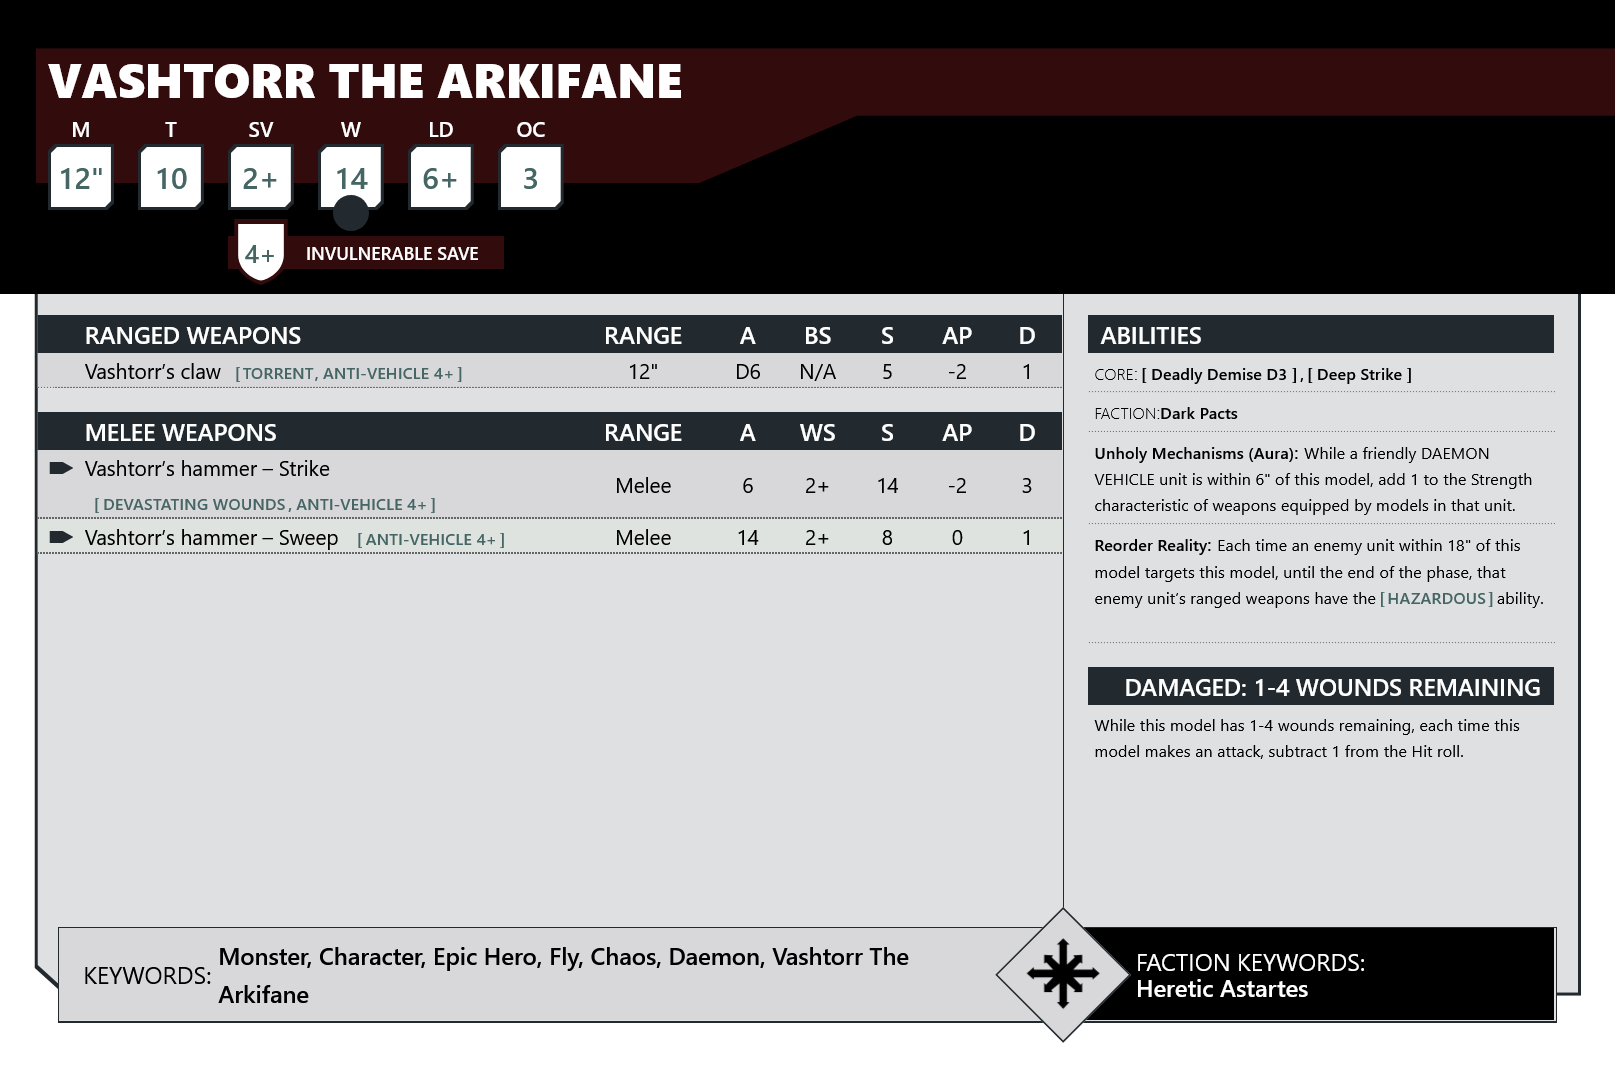 VASHTORR THE ARKIFANE
M T SV W LD OC
12" 10 2+ 14 6+ 3
4+ INVULNERABLE SAVE
RANGED WEAPONS RANGE A BS S AP D
Vashtorr’s claw [ TORRENT, ANTI-VEHICLE 4+ ] 12" D6 N/A 5 -2 1
MELEE WEAPONS RANGE A WS S AP D
Vashtorr’s hammer – Strike
[ DEVASTATING WOUNDS , ANTI-VEHICLE 4+ ] Melee 6 2+ 14 -2 3
Vashtorr’s hammer – Sweep [ ANTI-VEHICLE 4+ ] Melee 14 2+ 8 0 1
ABILITIES
CORE: [ Deadly Demise D3 ] , [ Deep Strike ]
FACTION:Dark Pacts
Unholy Mechanisms (Aura): While a friendly DAEMON
VEHICLE unit is within 6" of this model, add 1 to the Strength
characteristic of weapons equipped by models in that unit.
Reorder Reality: Each time an enemy unit within 18" of this
model targets this model, until the end of the phase, that
enemy unit’s ranged weapons have the [ HAZARDOUS ] ability.
DAMAGED: 1-4 WOUNDS REMAINING
While this model has 1-4 wounds remaining, each time this
model makes an attack, subtract 1 from the Hit roll.
KEYWORDS: Monster, Character, Epic Hero, Fly, Chaos, Daemon, Vashtorr The
Arkifane
FACTION KEYWORDS:
Heretic Astartes